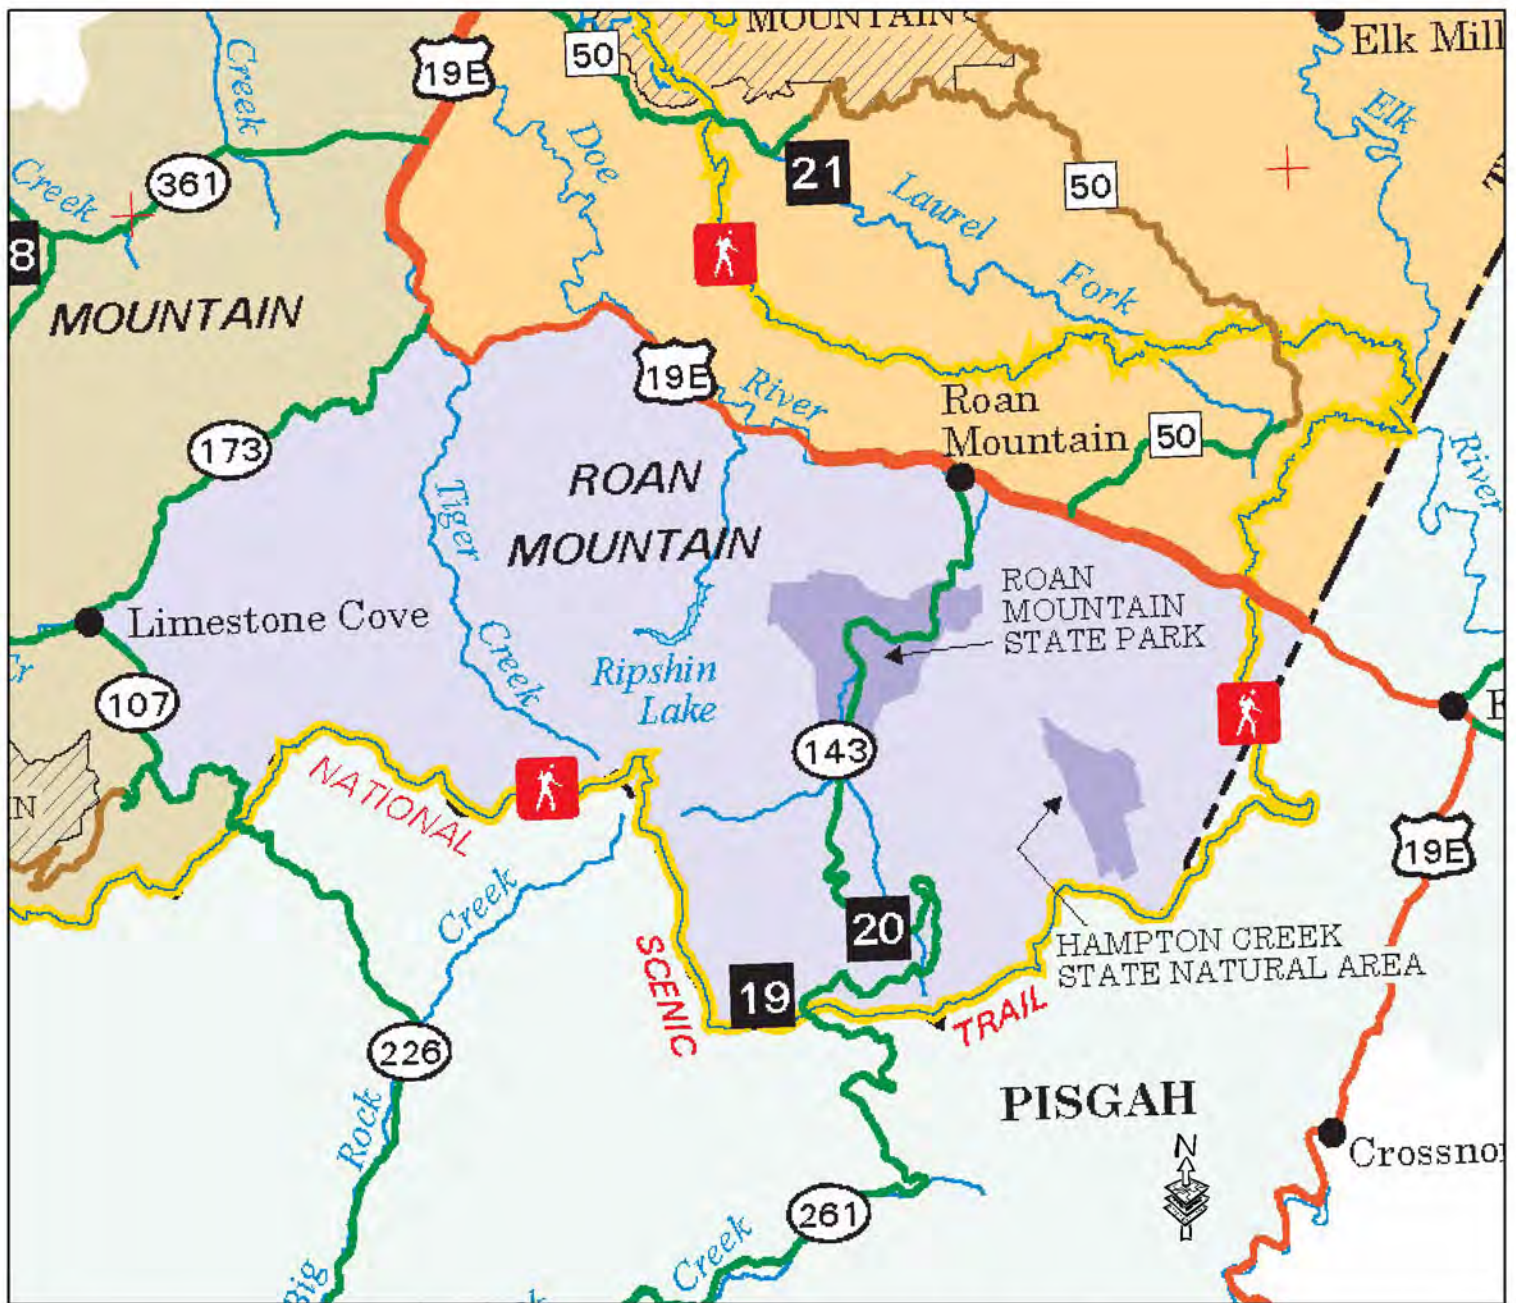 MOUNTAIN
Elk Mill
19E
50
Creek
Doe
Elk
21
361
Creek
50
Laurel
8
Fork
MOUNTAIN
19E
River
Roan
Mountain
50
173
River
ROAN
MOUNTAIN
Tiger
ROAN
MOUNTAIN
STATE PARK
Limestone Cove
Creek
Ripshin
Lake
Cr
107
143
NATIONAL
N
19E
Creek
20
HAMPTON CREEK
STATE NATURAL AREA
SCENIC
19
TRAIL
226
PISGAH
Rock
N
Crossno
261
Creek
Big